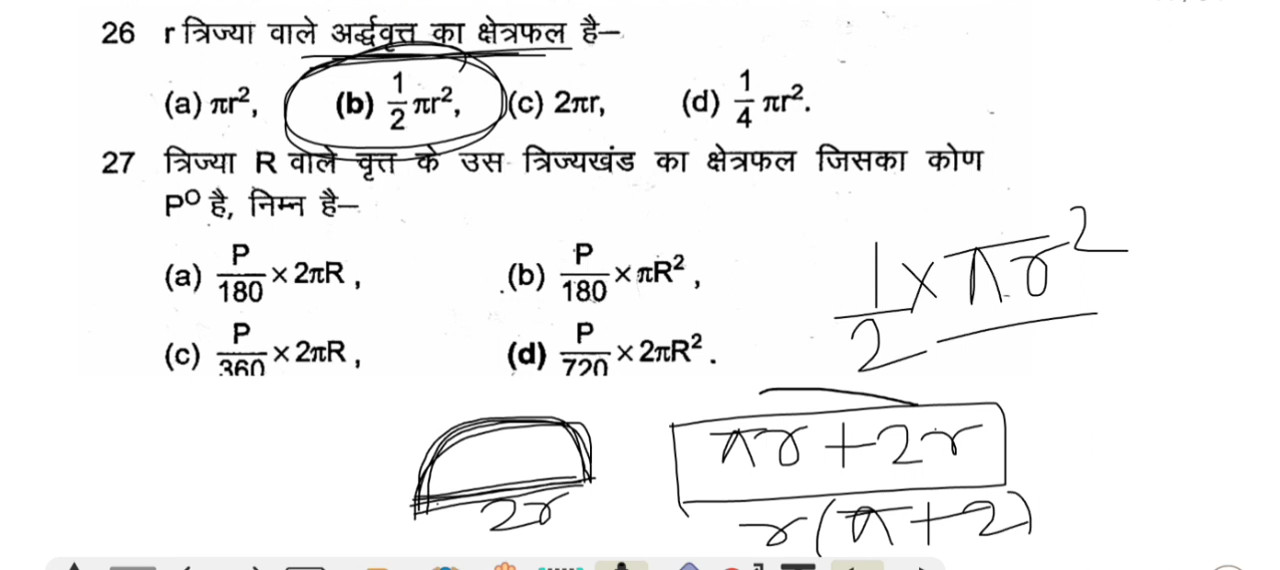 26 r त्रिज्या वाले अर्द्धवृत्त का क्षेत्रफल है—
(a) πr², (b) 1/2 πr², (c) 2πr, (d) 1/4 πr².
27 त्रिज्या R वाले वृत्त के उस त्रिज्यखंड का क्षेत्रफल जिसका कोण
P° है, निम्न है—
(a) P/180 × 2πR , (b) P/180 × πR² ,
(c) P/360 × 2πR , (d) P/720 × 2πR² .
1/2 × πr²
2r
πr + 2r
r(π+2)